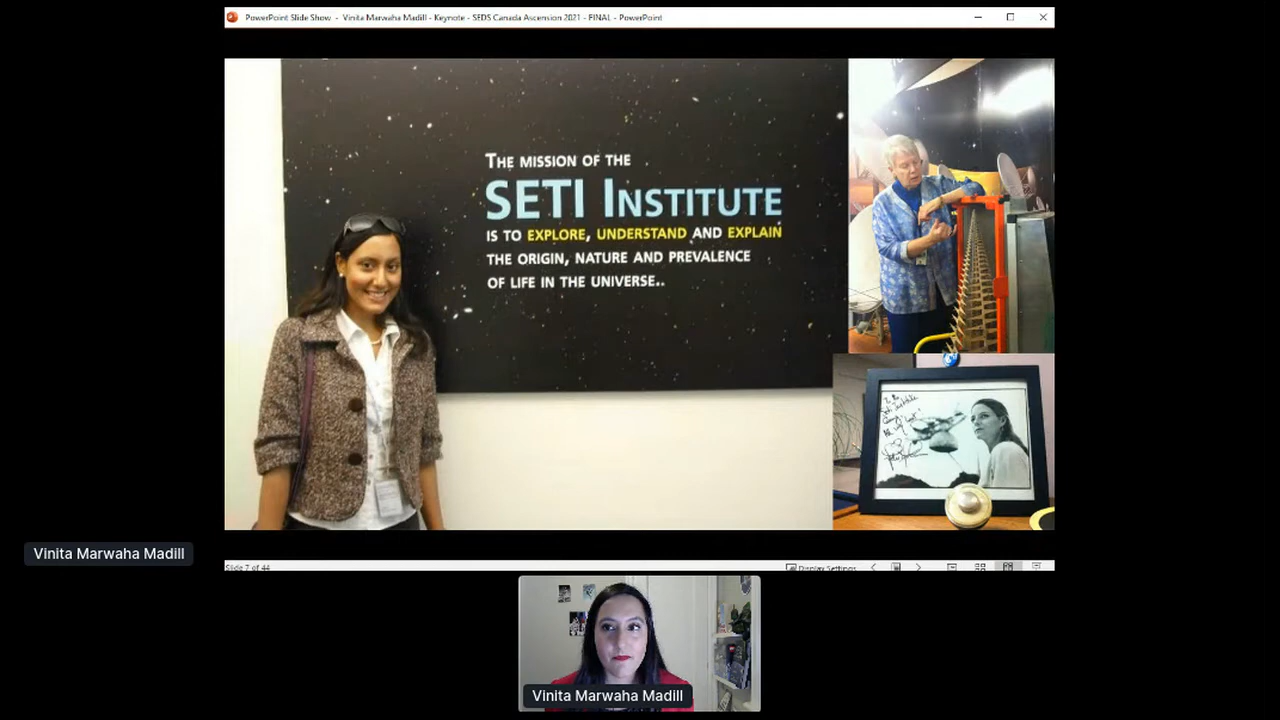 PowerPoint Slide Show - Vinita Marwaha Madill - Keynote - SEDS Canada Ascension 2021 - FINAL - PowerPoint
THE MISSION OF THE
SETI INSTITUTE
IS TO EXPLORE, UNDERSTAND AND EXPLAIN
THE ORIGIN, NATURE AND PREVALENCE
OF LIFE IN THE UNIVERSE..
Vinita Marwaha Madill
Slide 7 of 44
Display Settings
Vinita Marwaha Madill